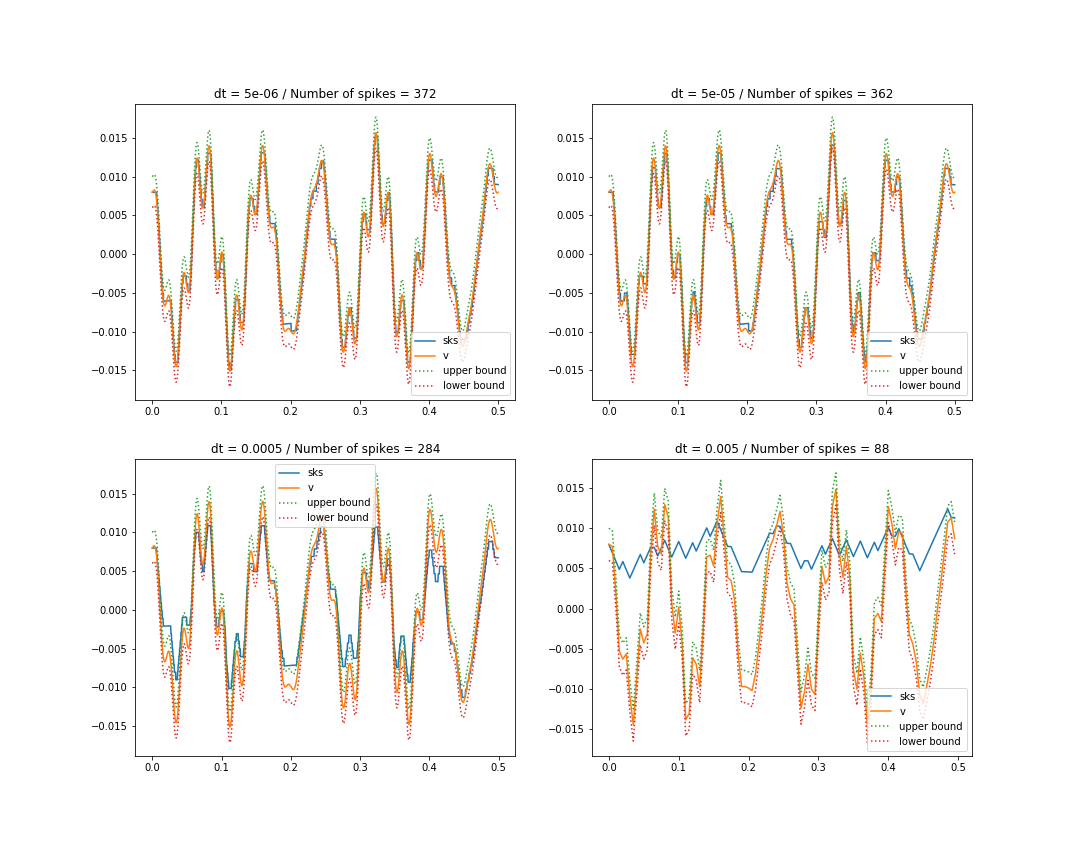 dt = 5e-06 / Number of spikes = 372
0.015
0.010
0.005
0.000
−0.005
−0.010
−0.015
sks
v
upper bound
lower bound
0.0 0.1 0.2 0.3 0.4 0.5
dt = 5e-05 / Number of spikes = 362
0.015
0.010
0.005
0.000
−0.005
−0.010
−0.015
sks
v
upper bound
lower bound
0.0 0.1 0.2 0.3 0.4 0.5
dt = 0.0005 / Number of spikes = 284
sks
v
upper bound
lower bound
0.015
0.010
0.005
0.000
−0.005
−0.010
−0.015
0.0 0.1 0.2 0.3 0.4 0.5
dt = 0.005 / Number of spikes = 88
0.015
0.010
0.005
0.000
−0.005
−0.010
−0.015
sks
v
upper bound
lower bound
0.0 0.1 0.2 0.3 0.4 0.5